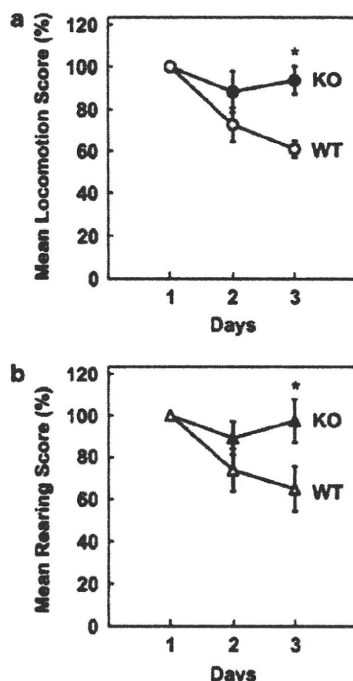 a
Mean Locomotion Score (%)
120
100
80
60
40
20
0
*
KO
WT
1 2 3
Days
b
Mean Rearing Score (%)
120
100
80
60
40
20
0
*
KO
WT
1 2 3
Days